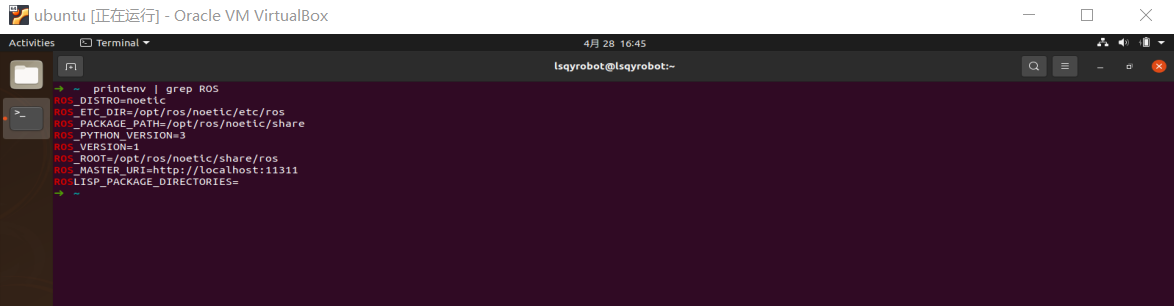 ubuntu [正在运行] - Oracle VM VirtualBox
Activities Terminal 4月 28 16:45
lsqyrobot@lsqyrobot:~
➜ ~ printenv | grep ROS
ROS_DISTRO=noetic
ROS_ETC_DIR=/opt/ros/noetic/etc/ros
ROS_PACKAGE_PATH=/opt/ros/noetic/share
ROS_PYTHON_VERSION=3
ROS_VERSION=1
ROS_ROOT=/opt/ros/noetic/share/ros
ROS_MASTER_URI=http://localhost:11311
ROSLISP_PACKAGE_DIRECTORIES=
➜ ~